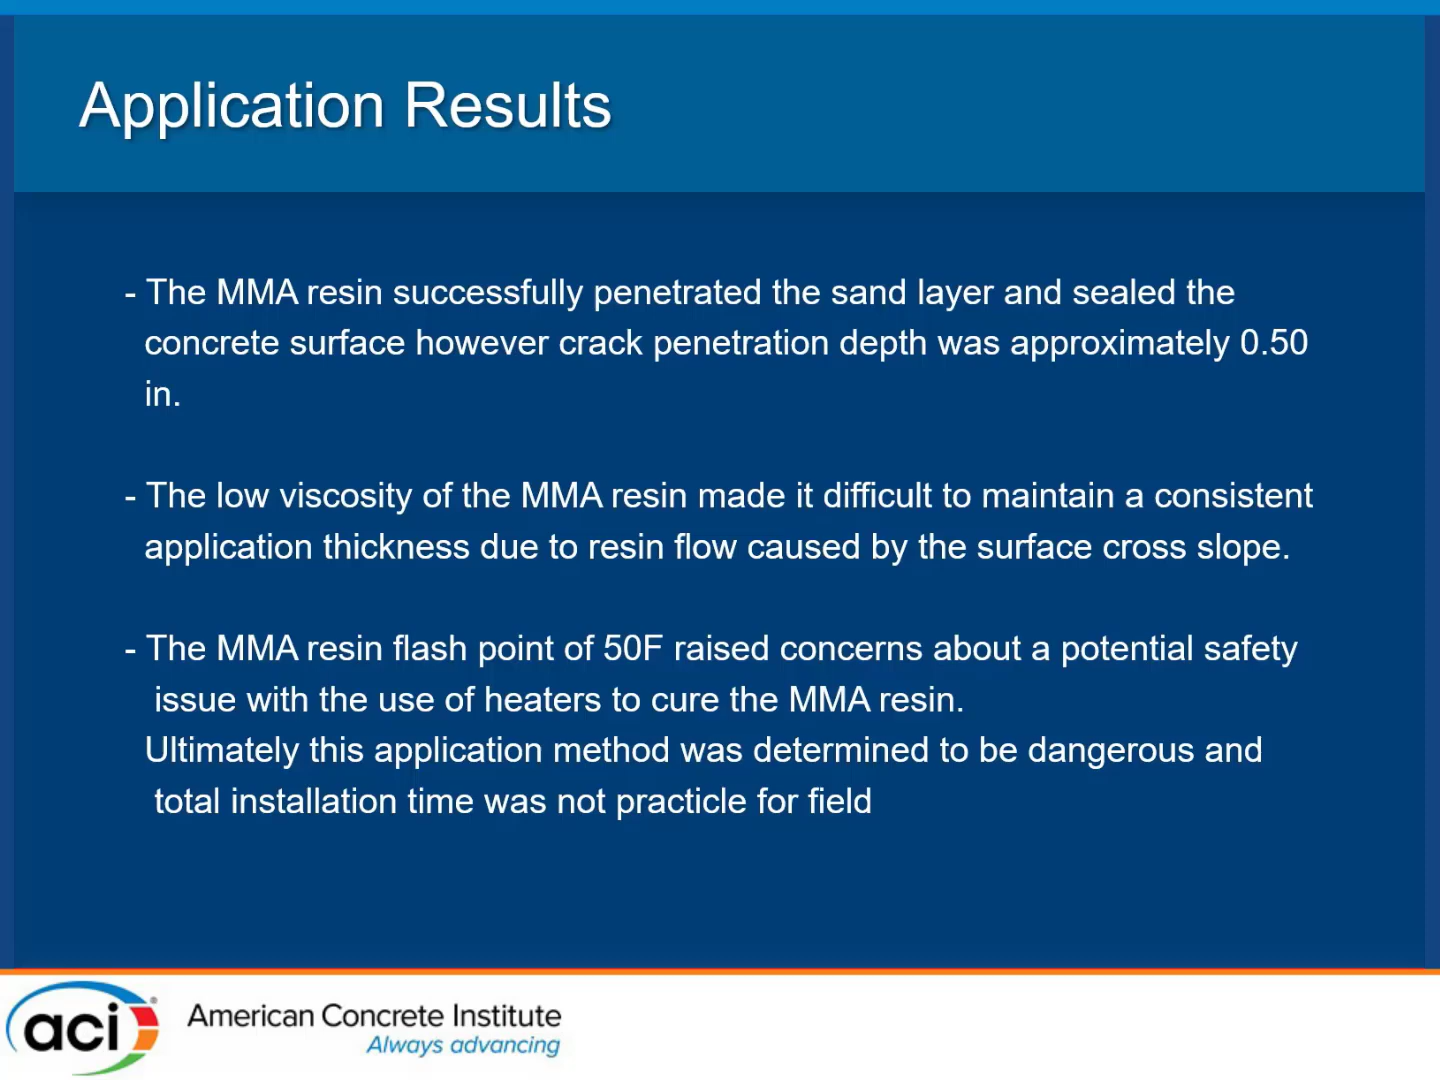 Application Results
- The MMA resin successfully penetrated the sand layer and sealed the
concrete surface however crack penetration depth was approximately 0.50
in.
- The low viscosity of the MMA resin made it difficult to maintain a consistent
application thickness due to resin flow caused by the surface cross slope.
- The MMA resin flash point of 50F raised concerns about a potential safety
issue with the use of heaters to cure the MMA resin.
Ultimately this application method was determined to be dangerous and
total installation time was not practicle for field
aci
American Concrete Institute
Always advancing